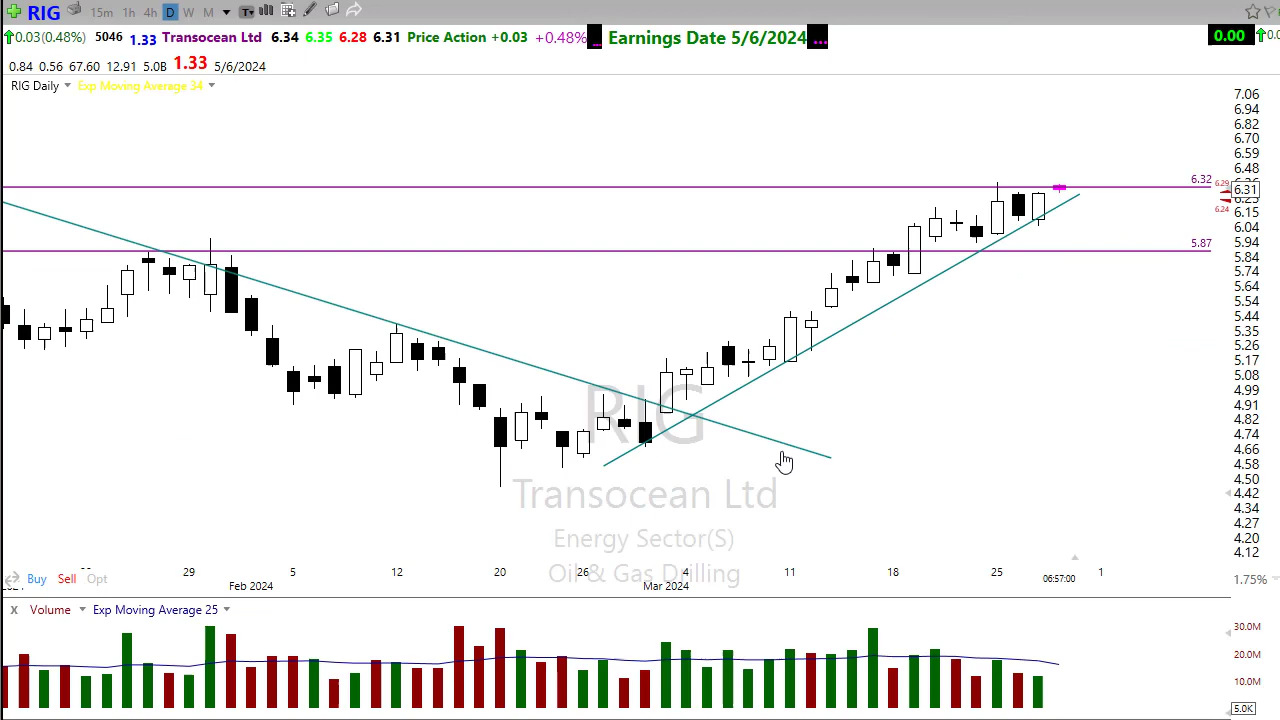 RIG 15m 1h 4h D W M T
0.03(0.48%) 5046 1.33 Transocean Ltd 6.34 6.35 6.28 6.31 Price Action +0.03 +0.48% Earnings Date 5/6/2024 ... 0.00
0.84 0.56 67.60 12.91 5.0B 1.33 5/6/2024
RIG Daily Exp Moving Average 34
7.06
6.94
6.82
6.70
6.59
6.48
6.32
6.29
6.31
6.24
6.15
6.04
5.87
5.94
5.84
5.74
5.64
5.54
5.44
5.35
5.26
5.17
5.08
4.99
4.91
4.82
4.74
4.66
4.58
4.50
4.42
4.34
4.27
4.20
4.12
RIG
Transocean Ltd
Energy Sector(S)
Oil & Gas Drilling
29 5 12 20 26 4 11 18 25 1
Feb 2024 Mar 2024 06:57:00
Buy Sell Opt 1.75%
X Volume Exp Moving Average 25
30.0M
20.0M
10.0M
5.0K